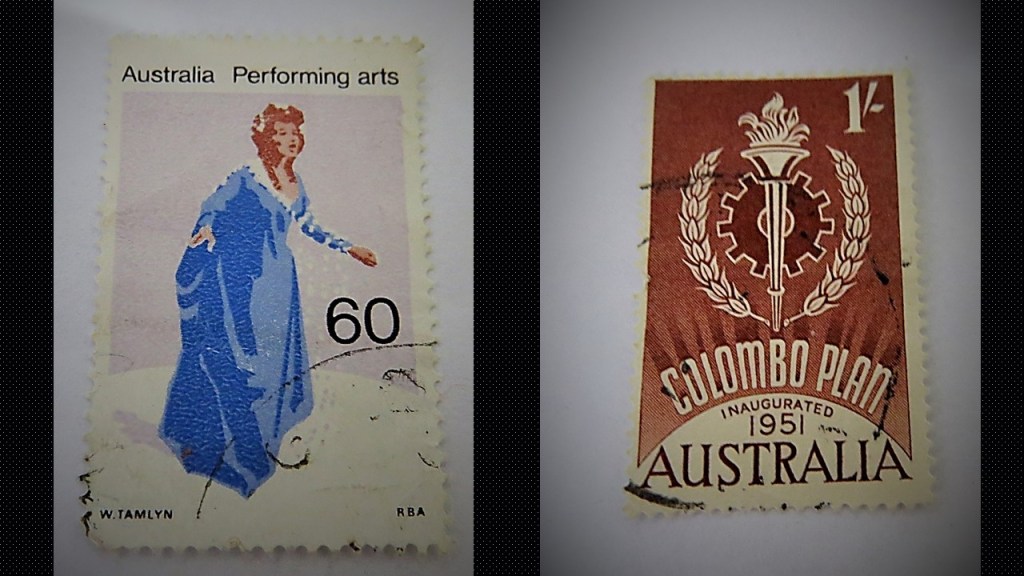 Australia Performing arts
60
W.TAMLYN
RBA
1/-
COLOMBO PLAN
INAUGURATED
1951
AUSTRALIA